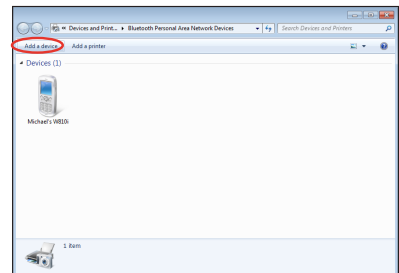 « Devices and Print... ▸ Bluetooth Personal Area Network Devices Search Devices and Printers
Add a device Add a printer
Devices (1)
Michael's W810i
1 item